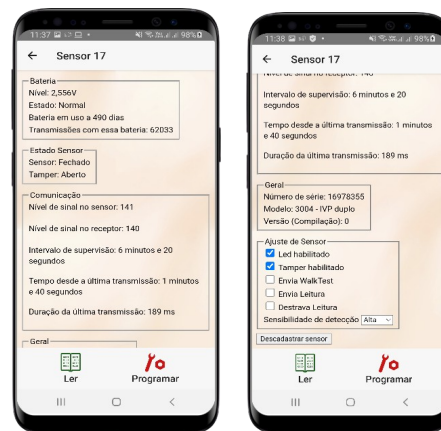 11:37
98%
← Sensor 17
Bateria
Nível: 2,556V
Estado: Normal
Bateria em uso a 490 dias
Transmissões com essa bateria: 62033
Estado Sensor
Sensor: Fechado
Tamper: Aberto
Comunicação
Nível de sinal no sensor: 141
Nível de sinal no receptor: 140
Intervalo de supervisão: 6 minutos e 20
segundos
Tempo desde a última transmissão: 1 minutos
e 40 segundos
Duração da última transmissão: 189 ms
Geral
Ler
Programar
11:38
98%
← Sensor 17
Nível de sinal no receptor: 140
Intervalo de supervisão: 6 minutos e 20
segundos
Tempo desde a última transmissão: 1 minutos
e 40 segundos
Duração da última transmissão: 189 ms
Geral
Número de série: 16978355
Modelo: 3004 - IVP duplo
Versão (Compilação): 0
Ajuste de Sensor
Led habilitado
Tamper habilitado
Envia WalkTest
Envia Leitura
Destrava Leitura
Sensibilidade de detecção Alta
Descadastrar sensor
Ler
Programar